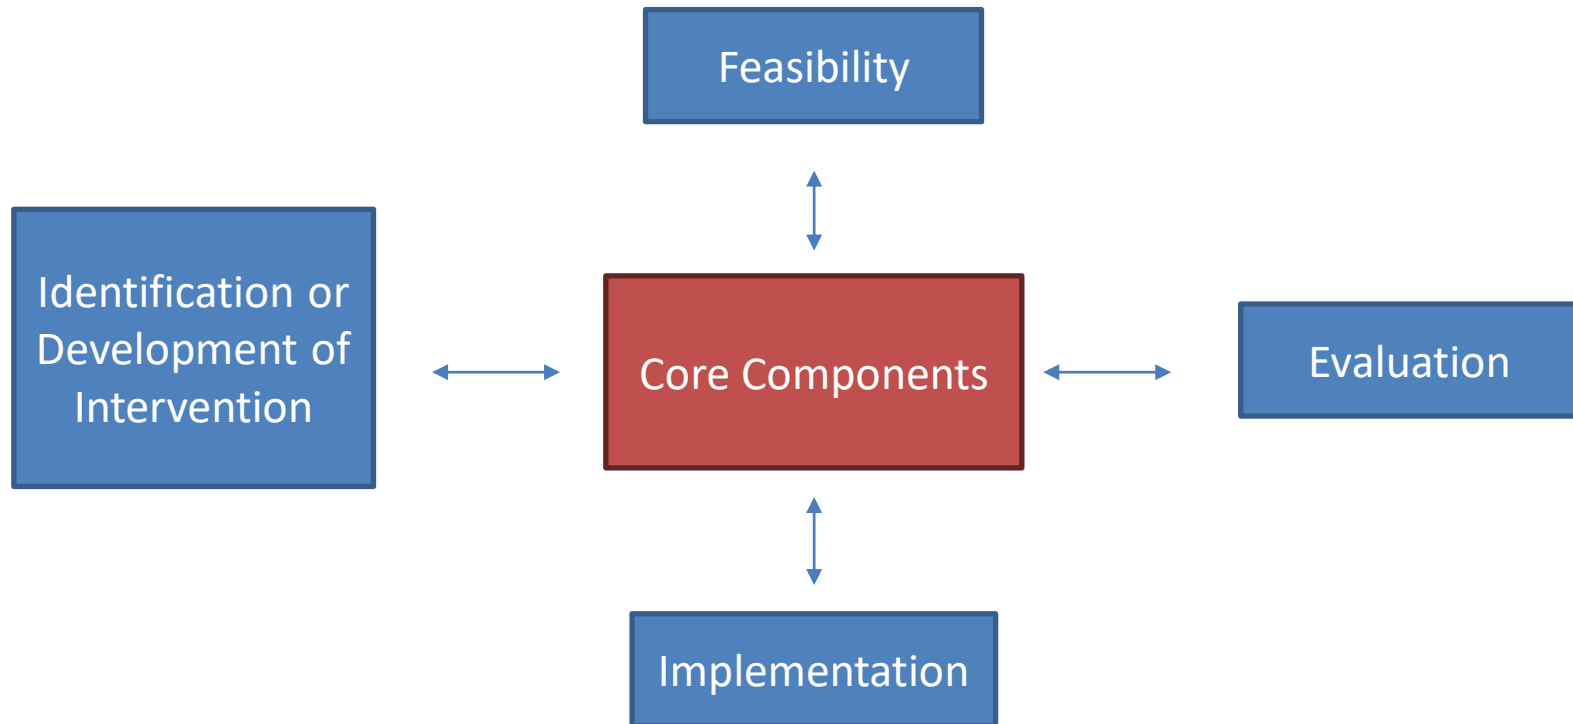 Feasibility
Identification or
Development of
Intervention
Core Components
Evaluation
Implementation